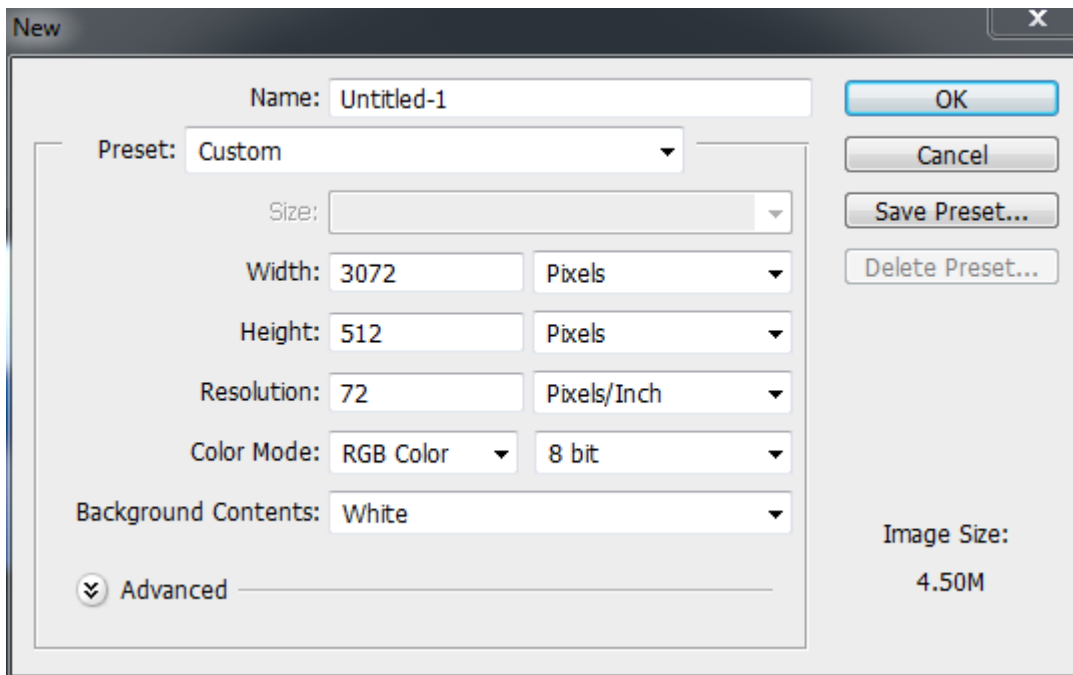 New
X
Name: Untitled-1
OK
Preset: Custom
Cancel
Size:
Save Preset...
Width: 3072 Pixels
Delete Preset...
Height: 512 Pixels
Resolution: 72 Pixels/Inch
Color Mode: RGB Color 8 bit
Background Contents: White
Image Size:
4.50M
Advanced